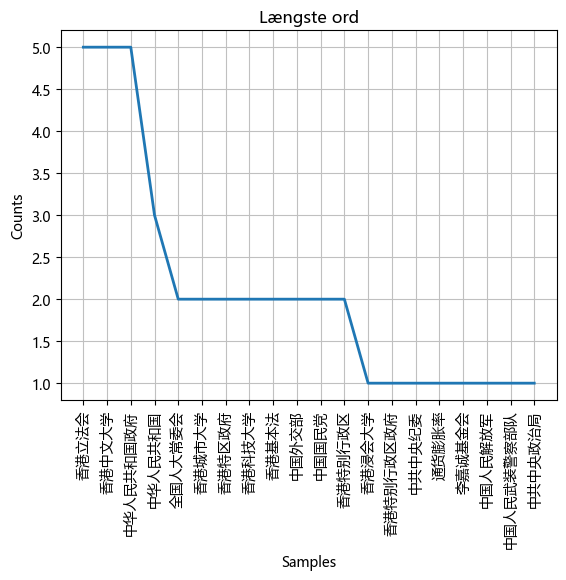 Længste ord
5.0
4.5
4.0
3.5
3.0
2.5
2.0
1.5
1.0
Counts
香港立法会
香港中文大学
中华人民共和国政府
中华人民共和国
全国人大常委会
香港城市大学
香港特区政府
香港科技大学
香港基本法
中国外交部
中国国民党
香港特别行政区
香港浸会大学
香港特别行政区政府
中共中央纪委
通货膨胀率
李嘉诚基金会
中国人民解放军
中国人民武装警察部队
中共中央政治局
Samples